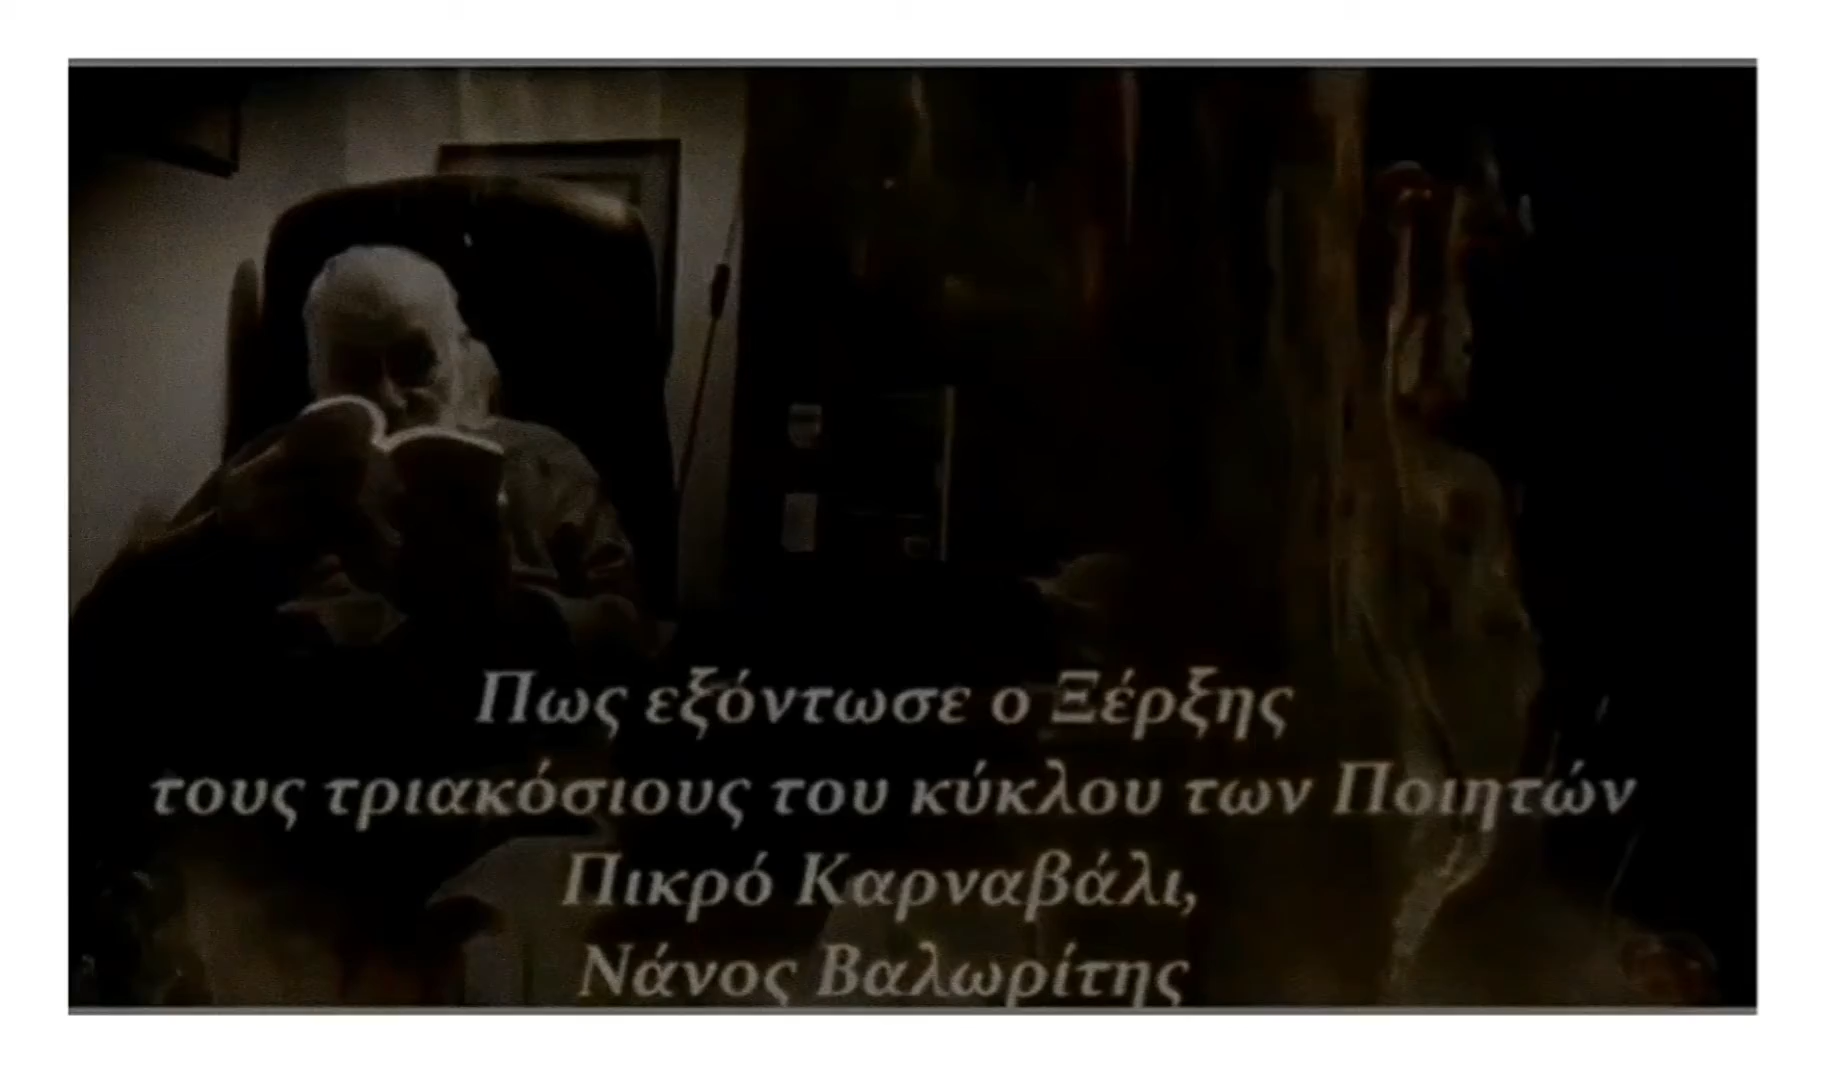 Πως εξόντωσε ο Ξέρξης
τους τριακόσιους του κύκλου των Ποιητών
Πικρό Καρναβάλι,
Νάνος Βαλωρίτης